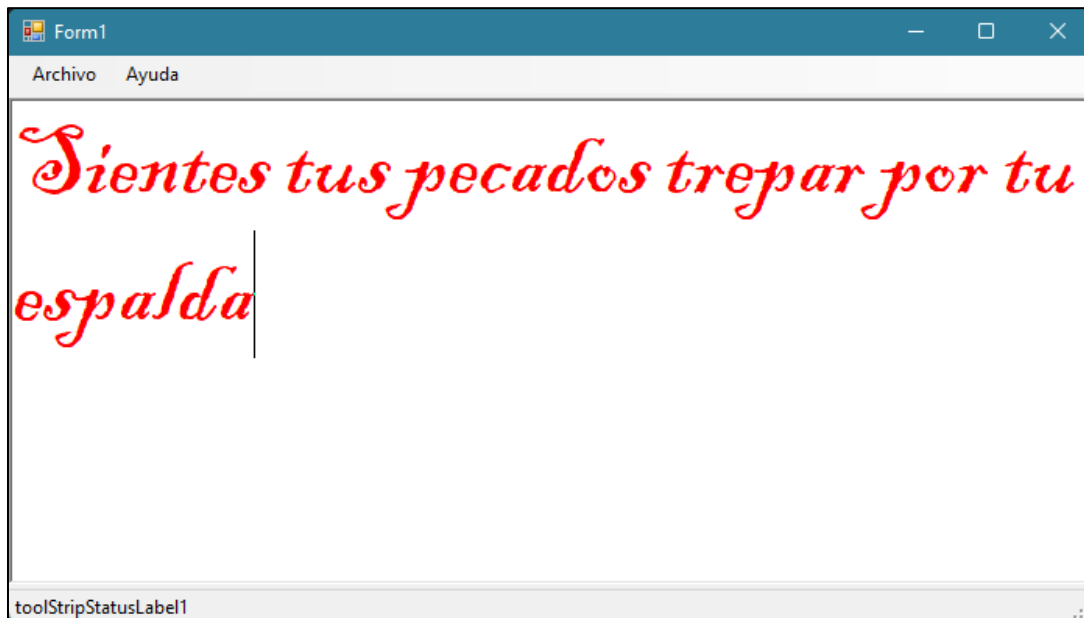 Form1
Archivo Ayuda
Sientes tus pecados trepar por tu
espalda
toolStripStatusLabel1